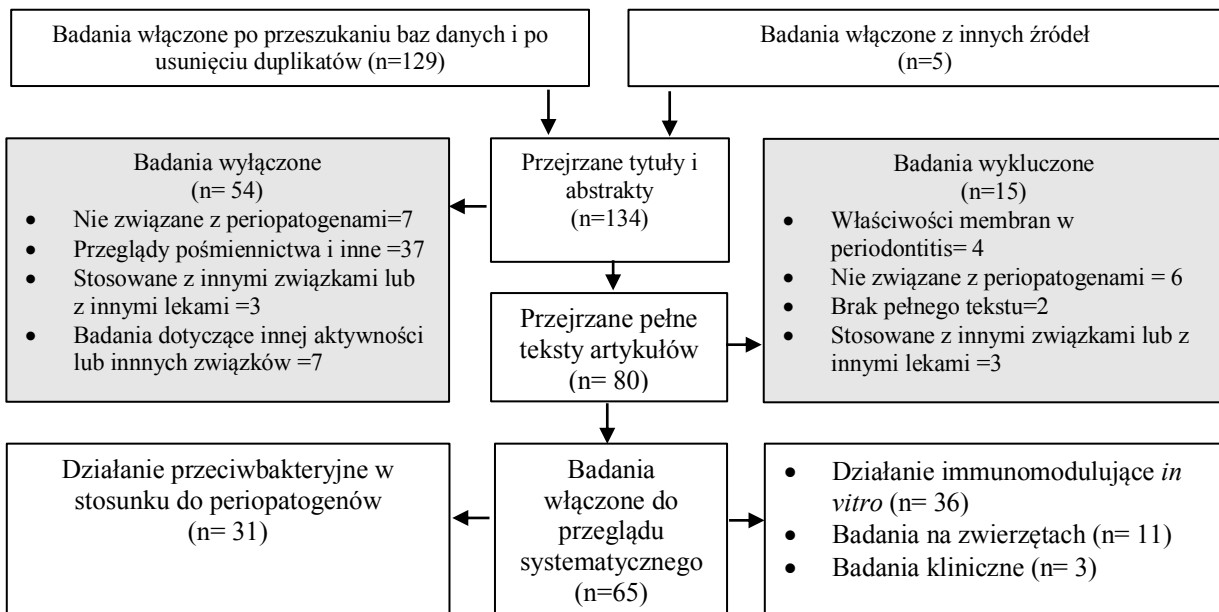 Badania włączone po przeszukaniu baz danych i po
usunięciu duplikatów (n=129)
Badania włączone z innych źródeł
(n=5)
Badania wyłączone
(n= 54)
• Nie związane z periopatogenami=7
• Przeglądy pośmiennictwa i inne =37
• Stosowane z innymi związkami lub
z innymi lekami =3
• Badania dotyczące innej aktywności
lub innnych związków =7
Przejrzane tytuły i
abstrakty
(n=134)
Badania wykluczone
(n=15)
• Właściwości membran w
periodontitis= 4
• Nie związane z periopatogenami = 6
• Brak pełnego tekstu=2
• Stosowane z innymi związkami lub z
innymi lekami =3
Przejrzane pełne
teksty artykułów
(n= 80)
Działanie przeciwbakteryjne w
stosunku do periopatogenów
(n= 31)
Badania
włączone do
przeglądu
systematycznego
(n=65)
• Działanie immunomodulujące in
vitro (n= 36)
• Badania na zwierzętach (n= 11)
• Badania kliniczne (n= 3)